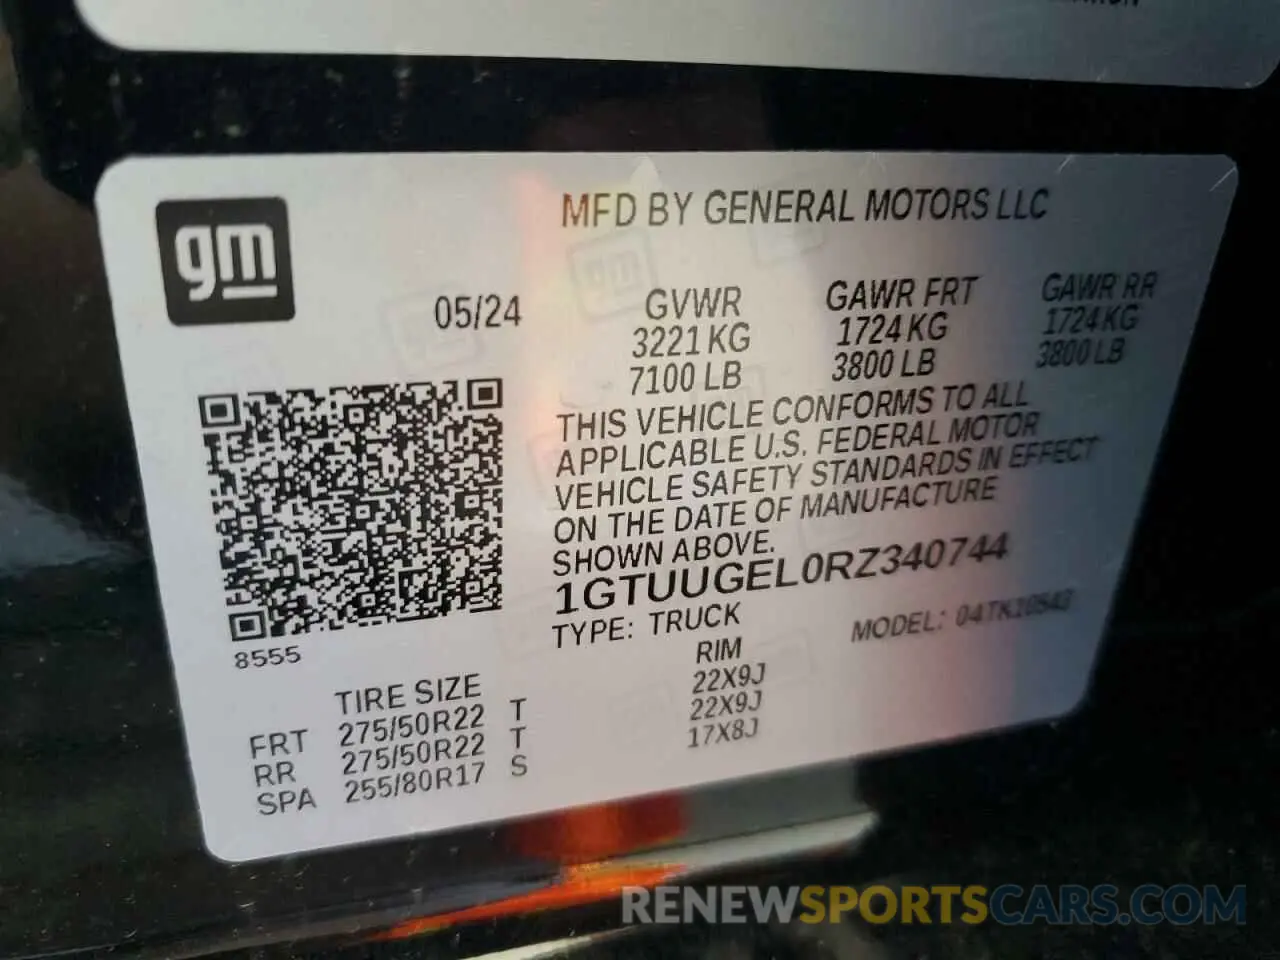 gm
MFD BY GENERAL MOTORS LLC
05/24
GVWR GAWR FRT GAWR RR
3221 KG 1724 KG 1724 KG
7100 LB 3800 LB 3800 LB
THIS VEHICLE CONFORMS TO ALL
APPLICABLE U.S. FEDERAL MOTOR
VEHICLE SAFETY STANDARDS IN EFFECT
ON THE DATE OF MANUFACTURE
SHOWN ABOVE.
1GTUUGEL0RZ340744
TYPE: TRUCK MODEL: 04TK10543
8555
TIRE SIZE RIM
FRT 275/50R22 T 22X9J
RR 275/50R22 T 22X9J
SPA 255/80R17 S 17X8J
RENEWSPORTSCARS.COM